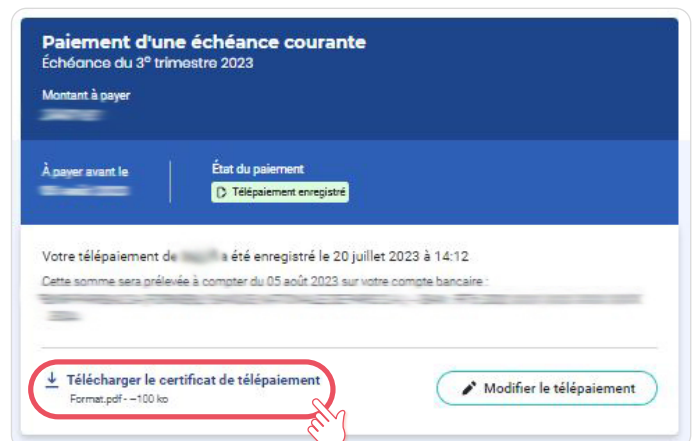 Paiement d'une échéance courante
Échéance du 3e trimestre 2023
Montant à payer
À payer avant le
État du paiement
Télépaiement enregistré
Votre télépaiement de a été enregistré le 20 juillet 2023 à 14:12
Cette somme sera prélevée à compter du 05 août 2023 sur votre compte bancaire :
Télécharger le certificat de télépaiement
Format.pdf - ~100 ko
Modifier le télépaiement